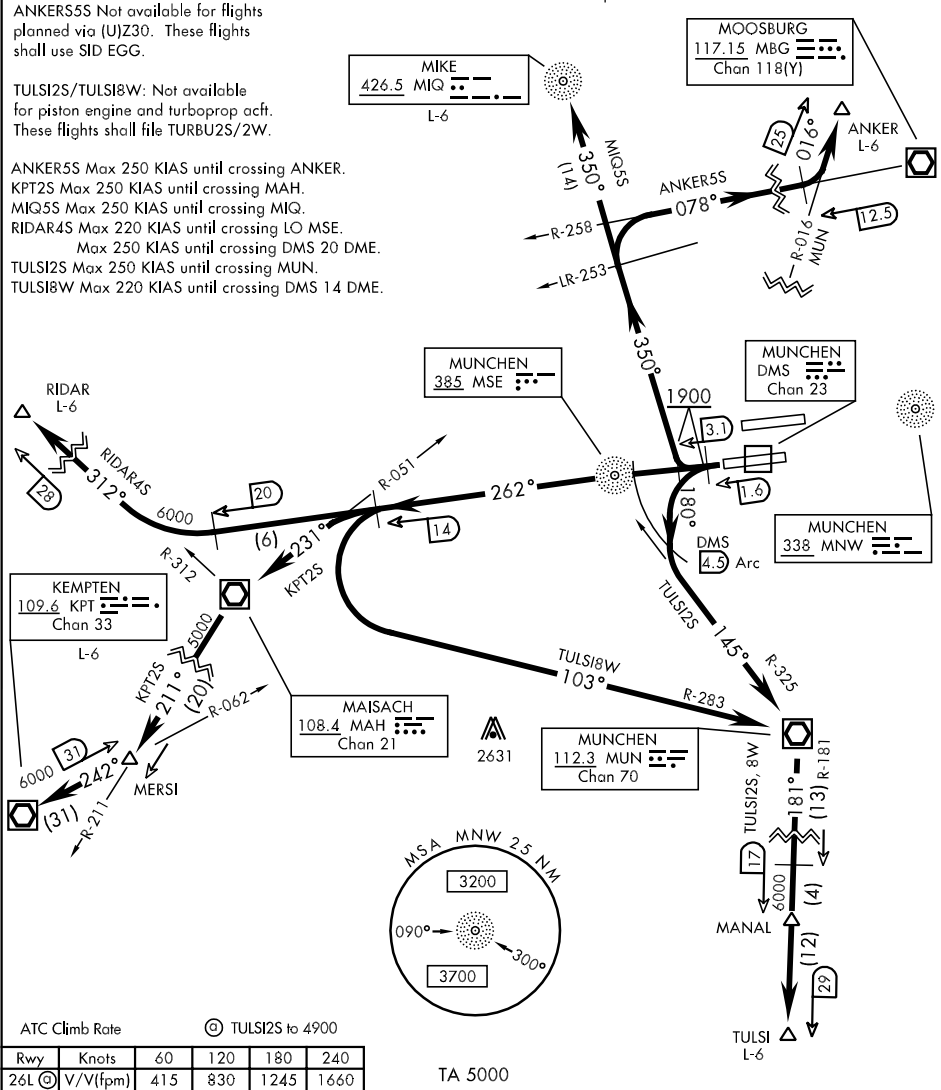 ANKERS5S Not available for flights
planned via (U)Z30. These flights
shall use SID EGG.
TULSI2S/TULSI8W: Not available
for piston engine and turboprop acft.
These flights shall file TURBU2S/2W.
ANKER5S Max 250 KIAS until crossing ANKER.
KPT2S Max 250 KIAS until crossing MAH.
MIQ5S Max 250 KIAS until crossing MIQ.
RIDAR4S Max 220 KIAS until crossing LO MSE.
Max 250 KIAS until crossing DMS 20 DME.
TULSI2S Max 250 KIAS until crossing MUN.
TULSI8W Max 220 KIAS until crossing DMS 14 DME.
MIKE
426.5 MIQ
L-6
MOOSBURG
117.15 MBG
Chan 118(Y)
ANKER
L-6
25
016°
12.5
R-016
MUN
MIQ5S
350°
(14)
ANKER5S
078°
R-258
LR-253
350°
MUNCHEN
385 MSE
MUNCHEN
DMS
Chan 23
1900
3.1
1.6
MUNCHEN
338 MNW
RIDAR
L-6
28
RIDAR4S
312°
6000
20
R-051
262°
14
(6)
231°
KPT2S
R-312
180°
DMS
4.5 Arc
TULSI2S
145°
R-325
KEMPTEN
109.6 KPT
Chan 33
L-6
5000
KPT2S
211°
(20)
R-062
TULSI8W
103°
R-283
MAISACH
108.4 MAH
Chan 21
2631
MUNCHEN
112.3 MUN
Chan 70
6000
31
242°
(31)
MERSI
R-211
TULSI2S, 8W
181°
(13)
R-181
17
6000
(4)
MANAL
(12)
29
TULSI
L-6
MSA MNW 25 NM
3200
090°
300°
3700
ATC Climb Rate
ⓐ TULSI2S to 4900
Rwy Knots 60 120 180 240
26L ⓐ V/V(fpm) 415 830 1245 1660
TA 5000